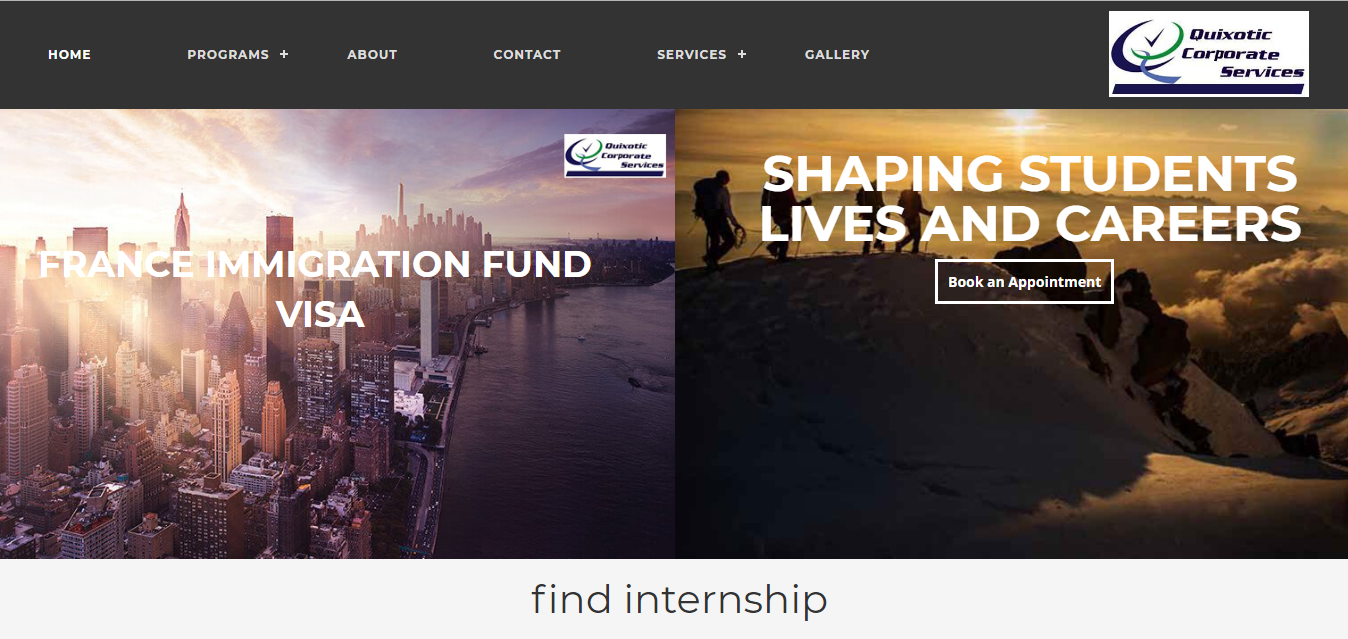 HOME
PROGRAMS +
ABOUT
CONTACT
SERVICES +
GALLERY
Quixotic
Corporate
Services
Quixotic
Corporate
Services
FRANCE IMMIGRATION FUND
VISA
SHAPING STUDENTS
LIVES AND CAREERS
Book an Appointment
find internship